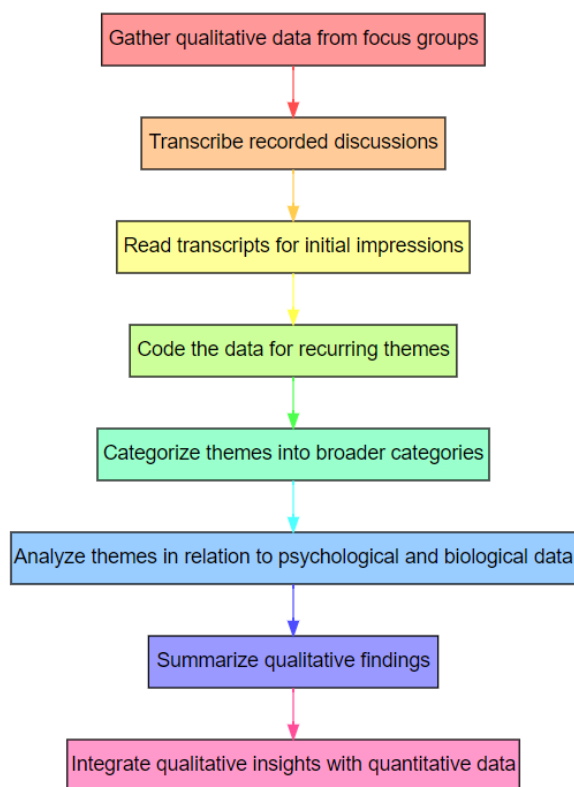 Gather qualitative data from focus groups
Transcribe recorded discussions
Read transcripts for initial impressions
Code the data for recurring themes
Categorize themes into broader categories
Analyze themes in relation to psychological and biological data
Summarize qualitative findings
Integrate qualitative insights with quantitative data